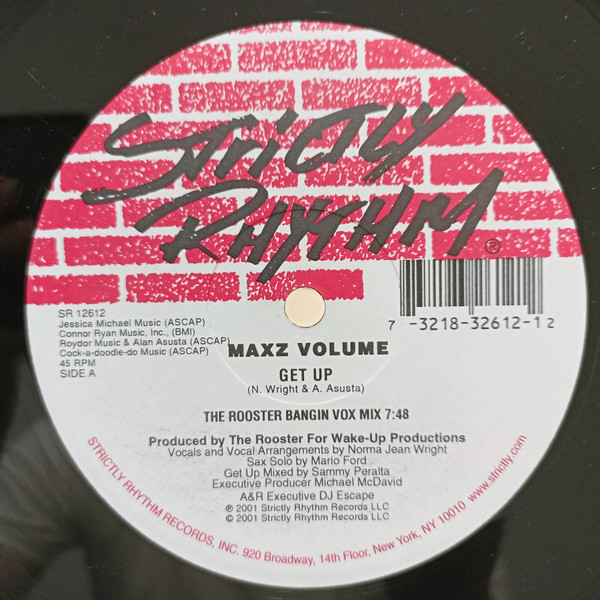 STRICTLY
RHYTHM®
SR 12612
Jessica Michael Music (ASCAP)
Connor Ryan Music, Inc., (BMI)
Roydor Music & Alan Asusta (ASCAP)
Cock-a-doodle-do Music (ASCAP)
45 RPM
SIDE A
7 -3218-32612-1 2
MAXZ VOLUME
GET UP
(N. Wright & A. Asusta)
THE ROOSTER BANGIN VOX MIX 7:48
Produced by The Rooster For Wake-Up Productions
Vocals and Vocal Arrangements by Norma Jean Wright
Sax Solo by Mario Ford
Get Up Mixed by Sammy Peralta
Executive Producer Michael McDavid
A&R Executive DJ Escape
℗ 2001 Strictly Rhythm Records LLC
© 2001 Strictly Rhythm Records LLC
STRICTLY RHYTHM RECORDS, INC. 920 Broadway, 14th Floor, New York, NY 10010 www.strictly.com